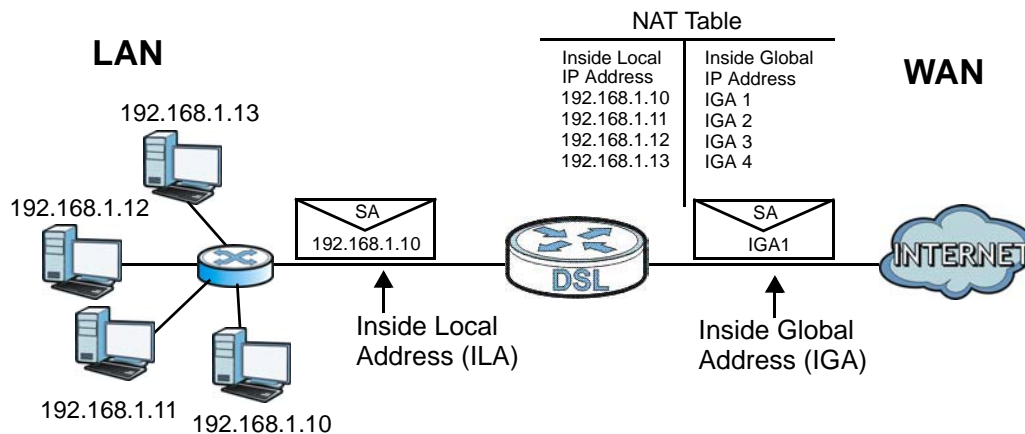 NAT Table
LAN
WAN
Inside Local
IP Address
192.168.1.10
192.168.1.11
192.168.1.12
192.168.1.13
Inside Global
IP Address
IGA 1
IGA 2
IGA 3
IGA 4
192.168.1.13
192.168.1.12
192.168.1.11
192.168.1.10
SA
192.168.1.10
DSL
SA
IGA1
INTERNET
Inside Local
Address (ILA)
Inside Global
Address (IGA)